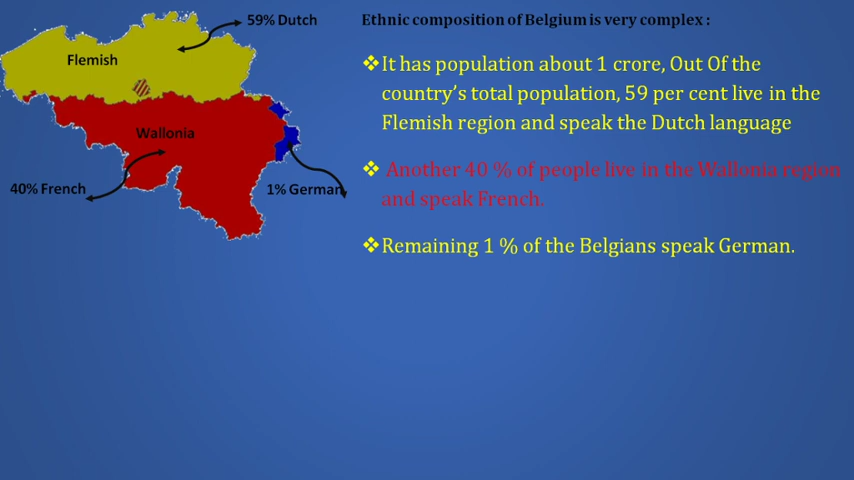 59% Dutch
Flemish
Wallonia
40% French
1% German
Ethnic composition of Belgium is very complex :
❖It has population about 1 crore, Out Of the
country's total population, 59 per cent live in the
Flemish region and speak the Dutch language
❖ Another 40 % of people live in the Wallonia region
and speak French.
❖Remaining 1 % of the Belgians speak German.